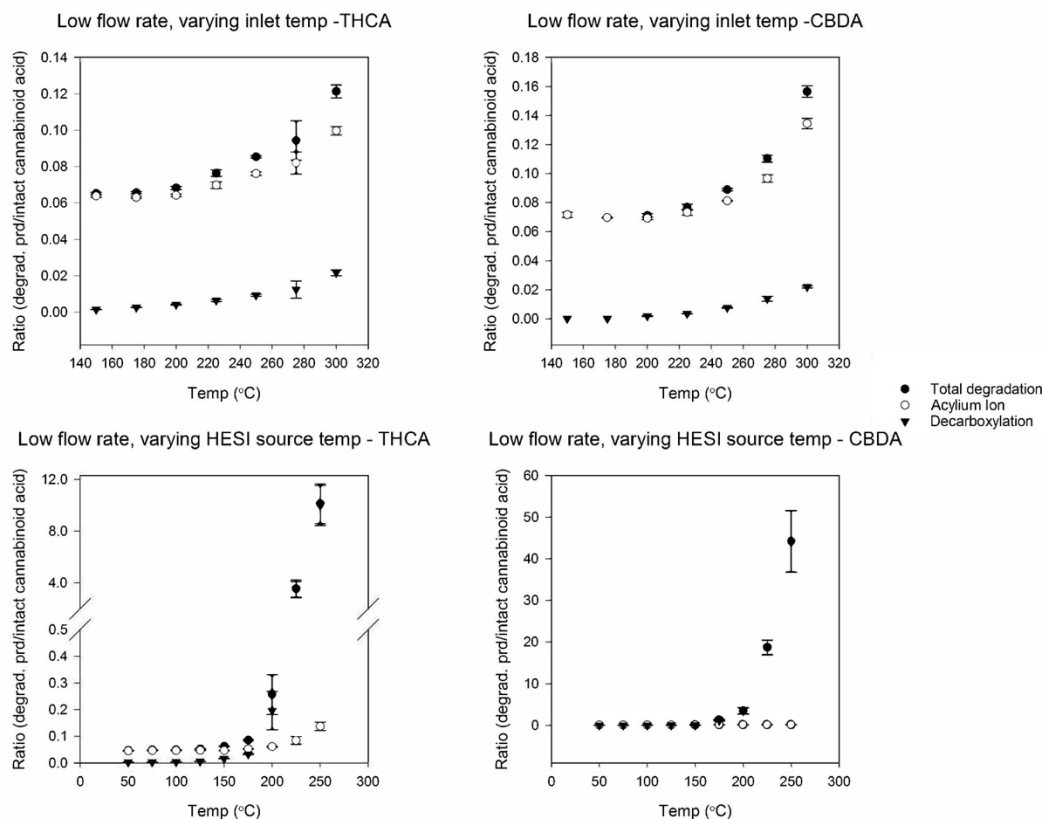 Low flow rate, varying inlet temp -THCA
Ratio (degrad. prd/intact cannabinoid acid)
0.14
0.12
0.10
0.08
0.06
0.04
0.02
0.00
140 160 180 200 220 240 260 280 300 320
Temp (°C)
Low flow rate, varying inlet temp -CBDA
Ratio (degrad. prd/intact cannabinoid acid)
0.18
0.16
0.14
0.12
0.10
0.08
0.06
0.04
0.02
0.00
140 160 180 200 220 240 260 280 300 320
Temp (°C)
Total degradation
Acylium Ion
Decarboxylation
Low flow rate, varying HESI source temp - THCA
Ratio (degrad. prd/intact cannabinoid acid)
12.0
8.0
4.0
0.5
0.4
0.3
0.2
0.1
0.0
0 50 100 150 200 250 300
Temp (°C)
Low flow rate, varying HESI source temp - CBDA
Ratio (degrad. prd/intact cannabinoid acid)
60
50
40
30
20
10
0
0 50 100 150 200 250 300
Temp (°C)